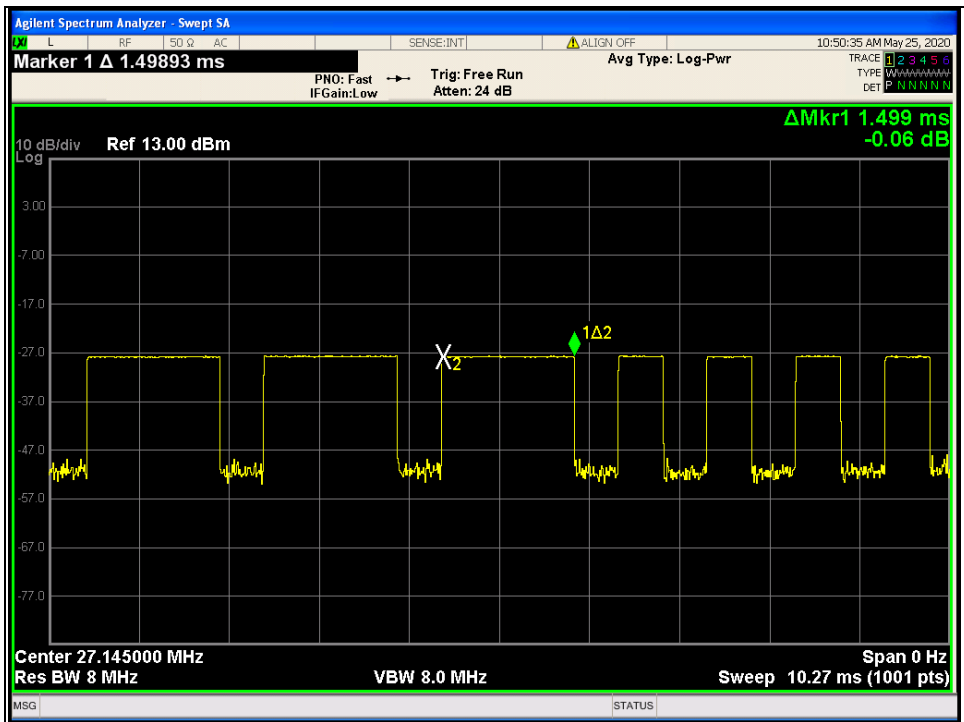 Agilent Spectrum Analyzer - Swept SA
LXI L RF 50 Ω AC SENSE:INT ALIGN OFF 10:50:35 AM May 25, 2020
Marker 1 Δ 1.49893 ms
PNO: Fast Trig: Free Run Avg Type: Log-Pwr TRACE 1 2 3 4 5 6
IFGain:Low Atten: 24 dB TYPE WWWWWWW
DET P N N N N N
ΔMkr1 1.499 ms
-0.06 dB
10 dB/div Ref 13.00 dBm
Log
3.00
-7.00
-17.0
1Δ2
-27.0
X2
-37.0
-47.0
-57.0
-67.0
-77.0
Center 27.145000 MHz Span 0 Hz
Res BW 8 MHz VBW 8.0 MHz Sweep 10.27 ms (1001 pts)
MSG STATUS